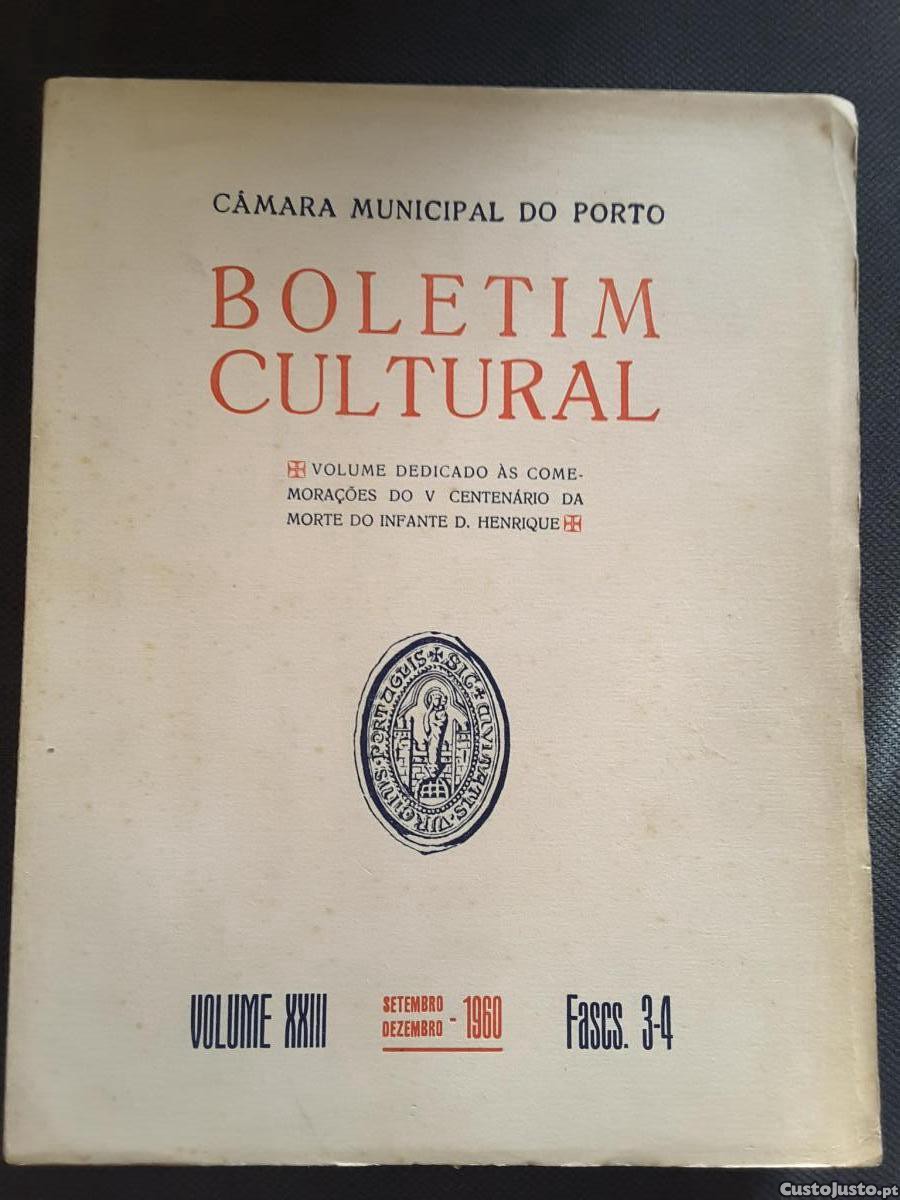 CÂMARA MUNICIPAL DO PORTO
BOLETIM
CULTURAL
VOLUME DEDICADO ÀS COME-
MORAÇÕES DO V CENTENÁRIO DA
MORTE DO INFANTE D. HENRIQUE
VOLUME XXIII
SETEMBRO
DEZEMBRO - 1960
Fascs. 3-4
CustoJusto.pt